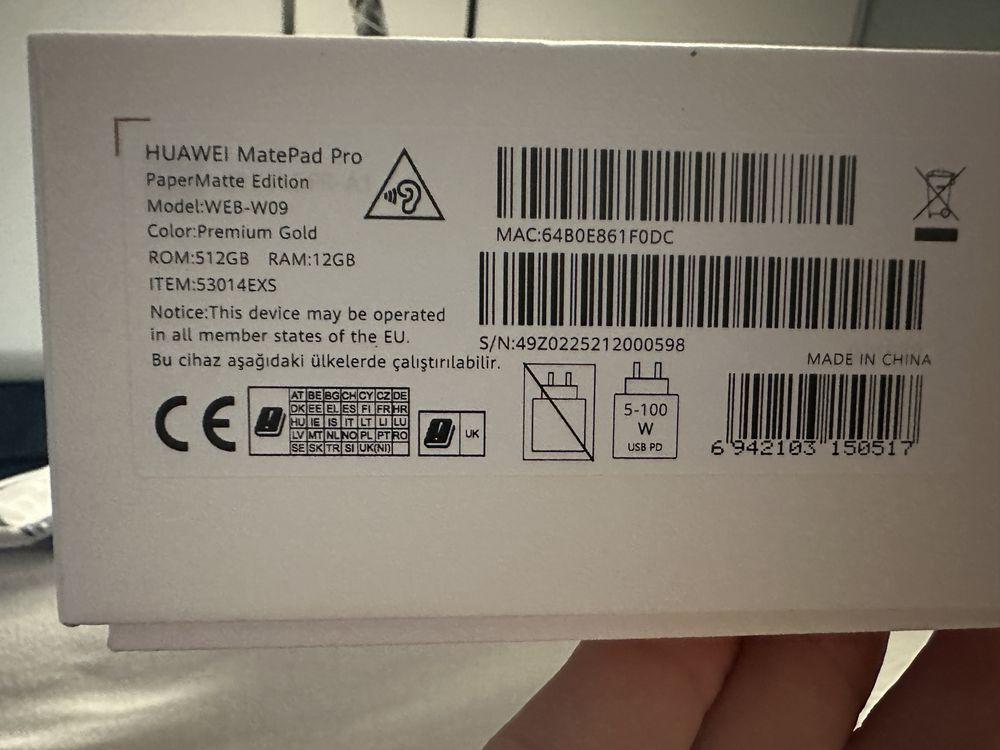 HUAWEI MatePad Pro
PaperMatte Edition
Model:WEB-W09
Color:Premium Gold
ROM:512GB RAM:12GB
ITEM:53014EXS
Notice:This device may be operated
in all member states of the EU.
Bu cihaz aşağıdaki ülkelerde çalıştırılabilir.
CE
AT BE BG CH CY CZ DE
DK EE EL ES FI FR HR
HU IE IS IT LT LI LU
LV MT NL NO PL PT RO
SE SK TR SI UK(NI)
UK
MAC:64B0E861F0DC
S/N:49Z0225212000598
MADE IN CHINA
5-100
W
USB PD
6 942103 150517